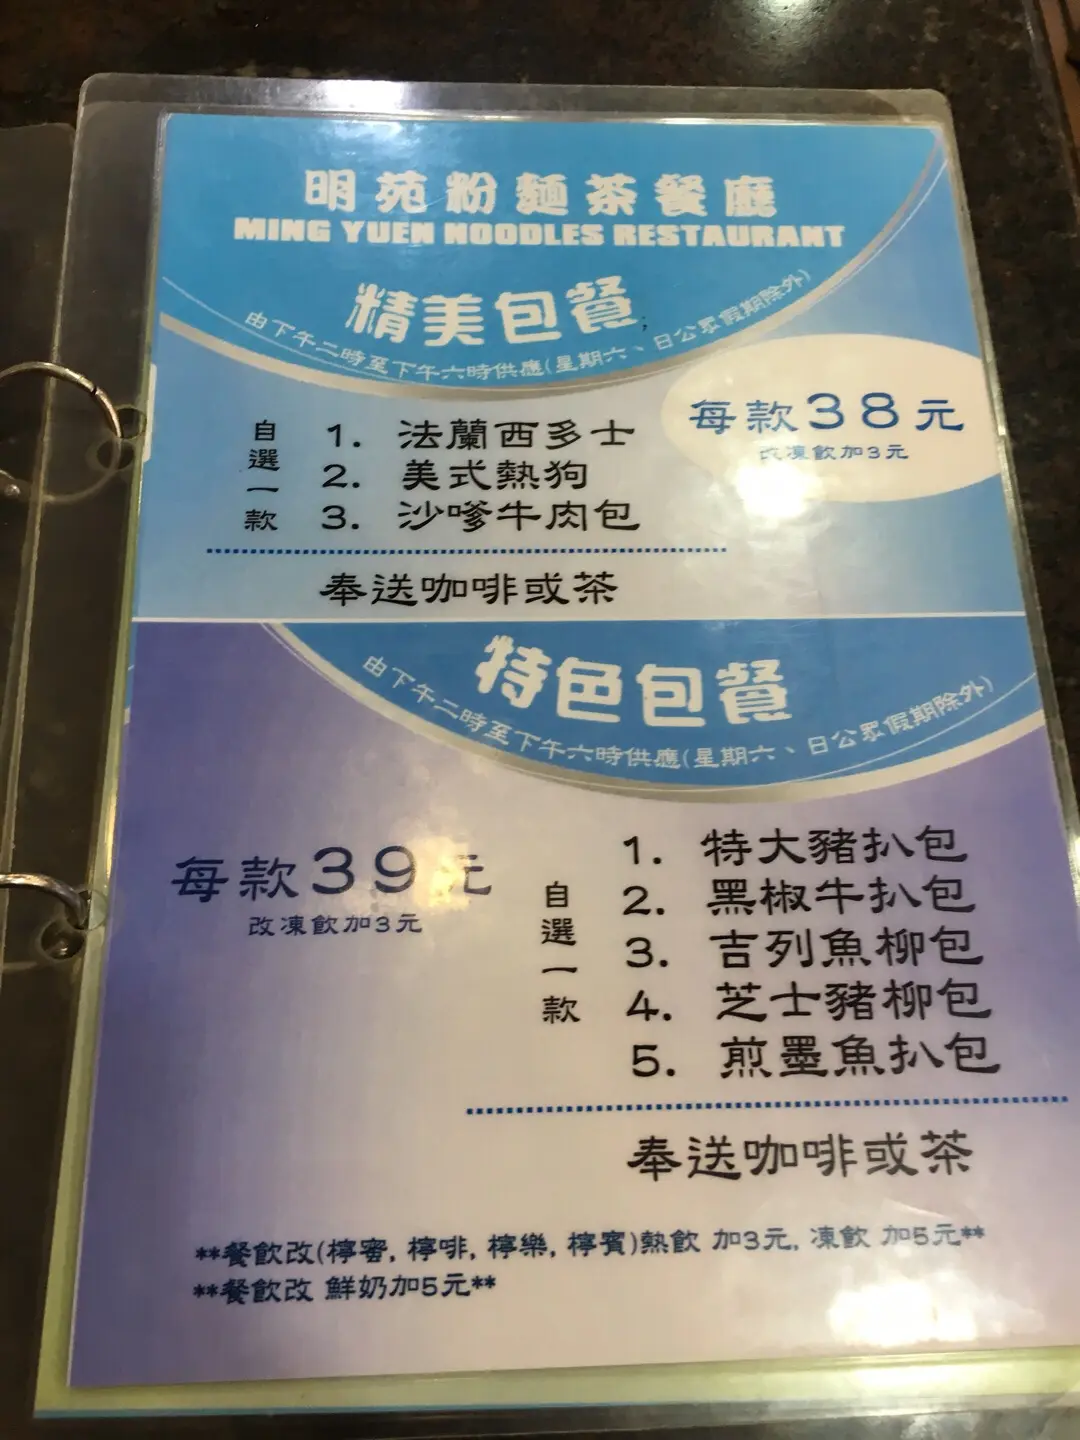 明苑粉麵茶餐廳
MING YUEN NOODLES RESTAURANT
精美包餐
由下午二時至下午六時供應(星期六、日公眾假期除外)
每款38元
改凍飲加3元
自選一款
1. 法蘭西多士
2. 美式熱狗
3. 沙嗲牛肉包
奉送咖啡或茶
特色包餐
由下午二時至下午六時供應(星期六、日公眾假期除外)
每款39元
改凍飲加3元
自選一款
1. 特大豬扒包
2. 黑椒牛扒包
3. 吉列魚柳包
4. 芝士豬柳包
5. 煎墨魚扒包
奉送咖啡或茶
**餐飲改(檸蜜, 檸啡, 檸樂, 檸賓)熱飲 加3元, 凍飲 加5元**
**餐飲改 鮮奶加5元**